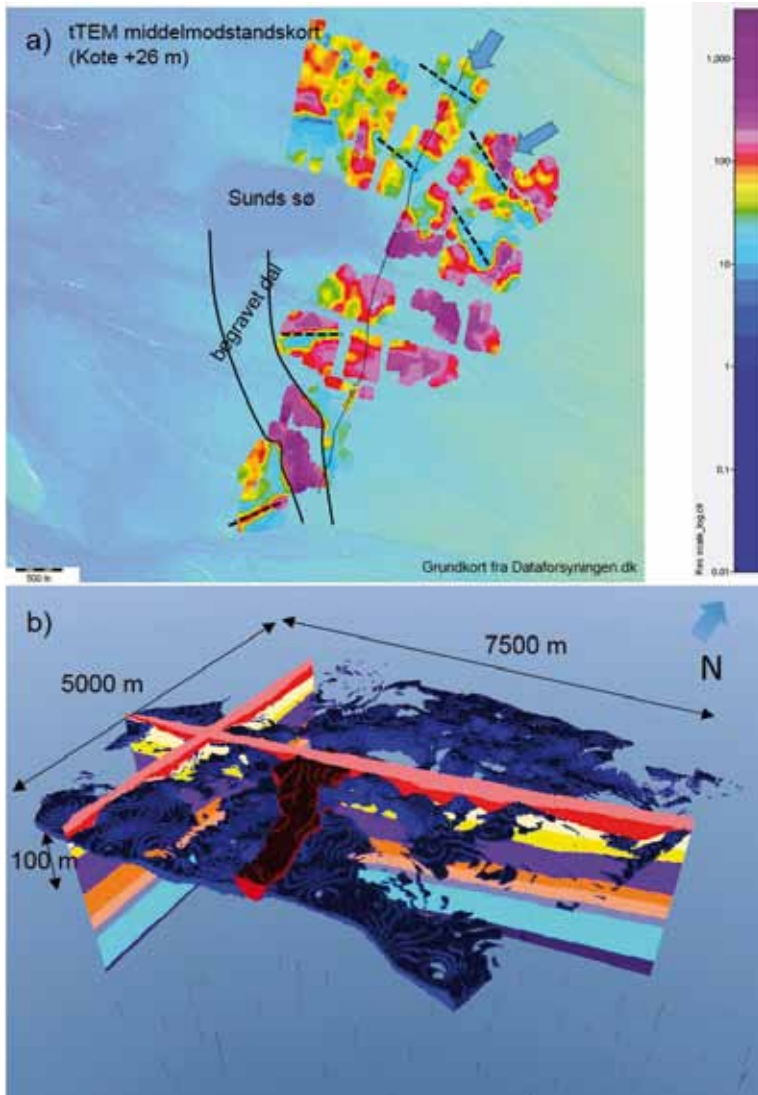 a)
tTEM middelmodstandskort
(Kote +26 m)
Sunds sø
begravet dal
500 m
Grundkort fra Dataforsyningen.dk
1,000
100
10
1
0.1
0.01
b)
7500 m
5000 m
N
100 m